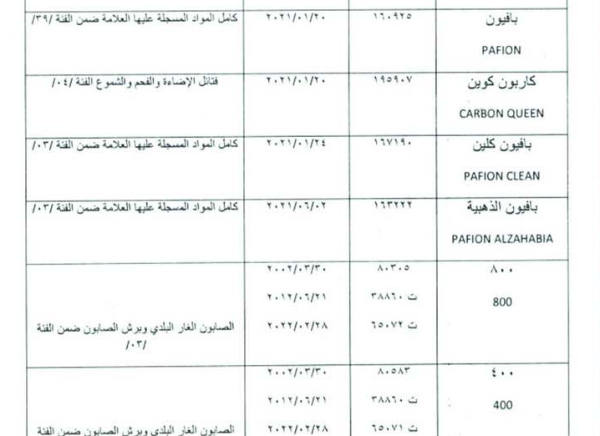 بافيون ١٦٠٩٢٥ ٢٠٢١/٠١/٢٠ كامل المواد المسجلة عليها العلامة ضمن الفئة /٣٩/
PAFION
كاربون كوين ١٩٥٩٠٧ ٢٠٢١/٠١/٢٠ فتائل الإضاءة والفحم والشموع الفئة /٠٤/
CARBON QUEEN
بافيون كلين ١٦٧١٩٠ ٢٠٢١/٠١/٢٤ كامل المواد المسجلة عليها العلامة ضمن الفئة /٠٣/
PAFION CLEAN
بافيون الذهبية ١٦٣٢٢٢ ٢٠٢١/٠٦/٠٢ كامل المواد المسجلة عليها العلامة ضمن الفئة /٠٣/
PAFION ALZAHABIA
٨٠٠ ٨٠٣٠٥ ٢٠٠٢/٠٣/٣٠
800 ت ٣٨٨٦٠ ٢٠١٢/٠٦/٢١
ت ٦٥٠٧٢ ٢٠٢٢/٠٢/٢٨ الصابون الغار البلدي وبرش الصابون ضمن الفئة
/٠٣/
٤٠٠ ٨٠٥٨٣ ٢٠٠٢/٠٣/٣٠
400 ت ٣٨٨٦٠ ٢٠١٢/٠٦/٢١
ت ٦٥٠٧١ ٢٠٢٢/٠٢/٢٨ الصابون الغار البلدي وبرش الصابون ضمن الفئة